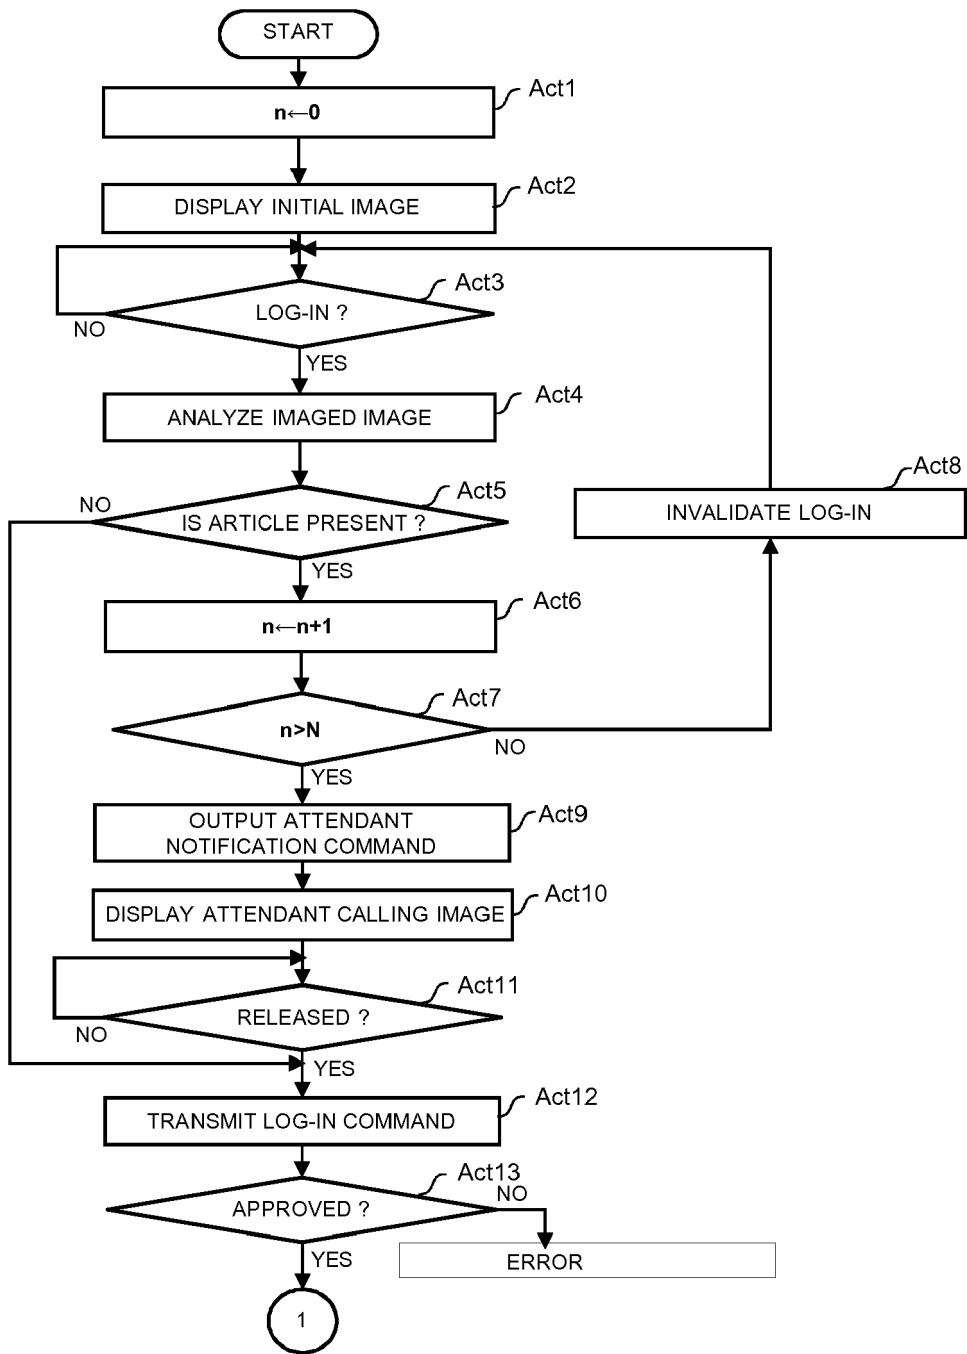 START
Act1
n←0
Act2
DISPLAY INITIAL IMAGE
Act3
LOG-IN ?
NO
YES
Act4
ANALYZE IMAGED IMAGE
Act5
NO
IS ARTICLE PRESENT ?
YES
Act8
INVALIDATE LOG-IN
Act6
n←n+1
Act7
n>N
NO
YES
Act9
OUTPUT ATTENDANT
NOTIFICATION COMMAND
Act10
DISPLAY ATTENDANT CALLING IMAGE
Act11
RELEASED ?
NO
YES
Act12
TRANSMIT LOG-IN COMMAND
Act13
NO
APPROVED ?
YES
ERROR
1